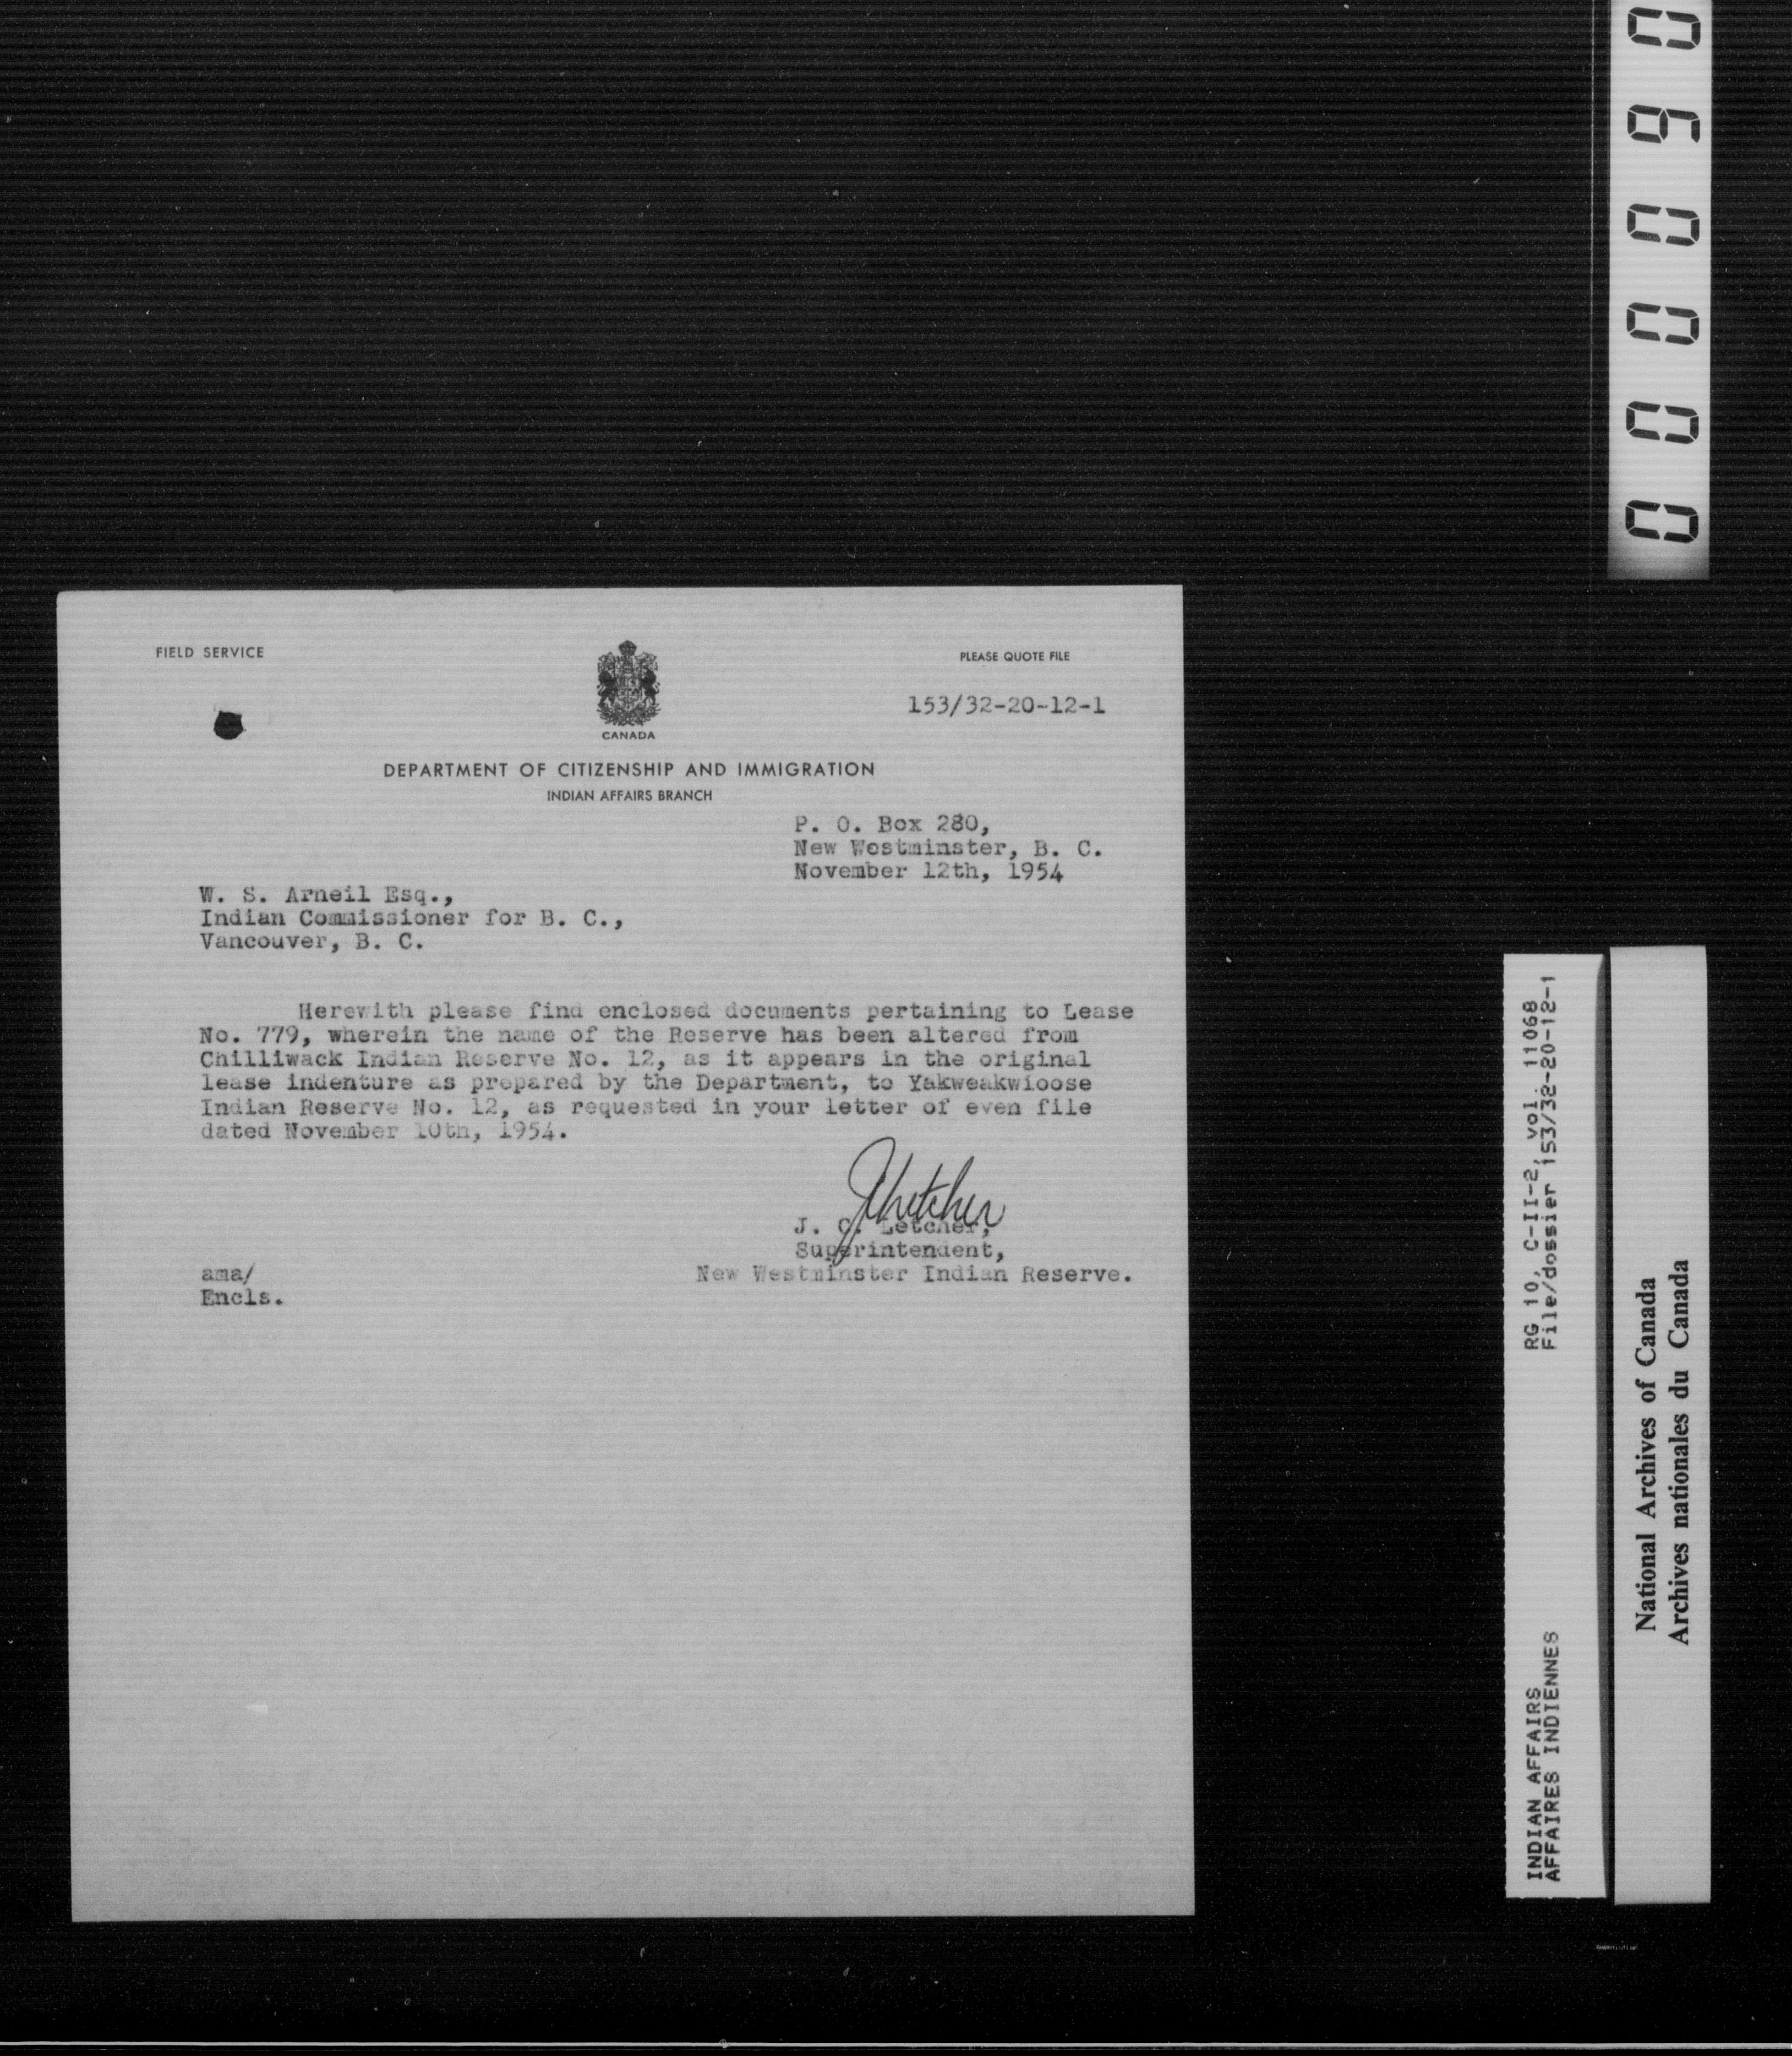 FIELD SERVICE
PLEASE QUOTE FILE
153/32-20-12-1
CANADA
DEPARTMENT OF CITIZENSHIP AND IMMIGRATION
INDIAN AFFAIRS BRANCH
P. O. Box 280,
New Westminster, B. C.
November 12th, 1954
W. S. Arneil Esq.,
Indian Commissioner for B. C.,
Vancouver, B. C.
Herewith please find enclosed documents pertaining to Lease
No. 779, wherein the name of the Reserve has been altered from
Chilliwack Indian Reserve No. 12, as it appears in the original
lease indenture as prepared by the Department, to Yakweakwioose
Indian Reserve No. 12, as requested in your letter of even file
dated November 10th, 1954.
J. C. Letcher,
Superintendent,
New Westminster Indian Reserve.
ama/
Encls.
000090
RG 10, C-II-2, vol. 11068
File/dossier 153/32-20-12-1
INDIAN AFFAIRS
AFFAIRES INDIENNES
National Archives of Canada
Archives nationales du Canada